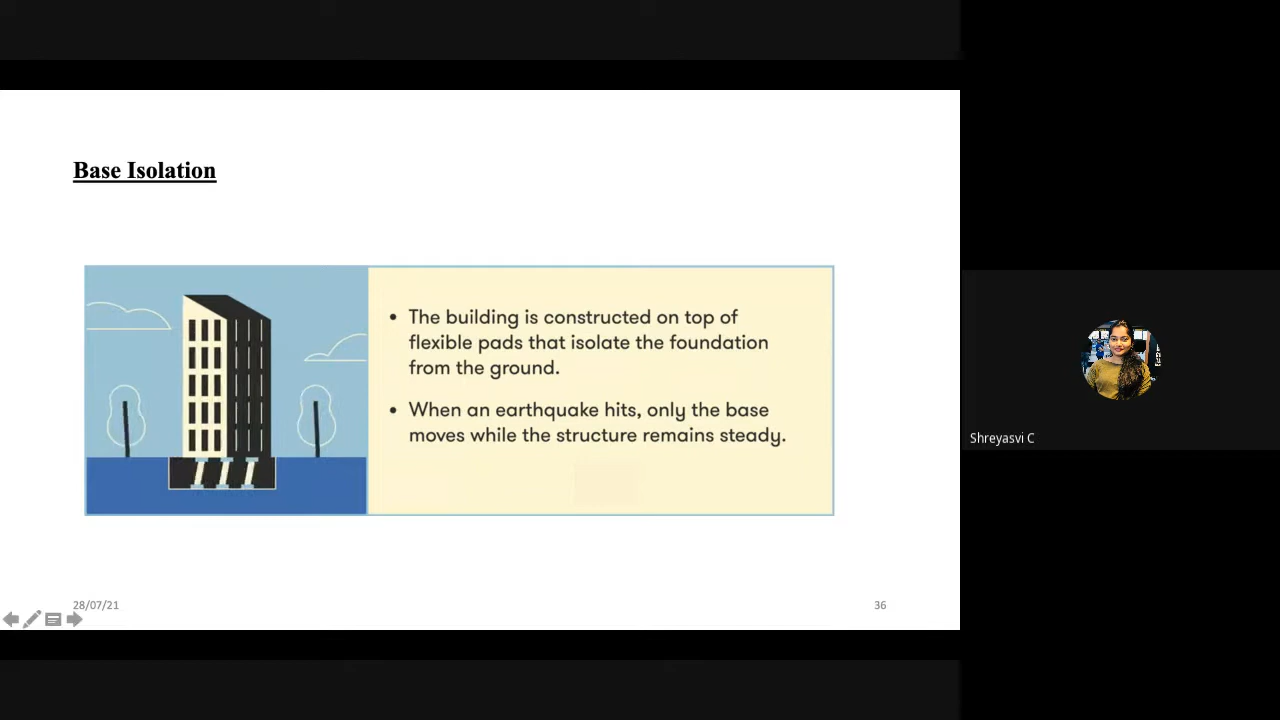 Base Isolation
• The building is constructed on top of
flexible pads that isolate the foundation
from the ground.
• When an earthquake hits, only the base
moves while the structure remains steady.
Shreyasvi C
28/07/21
36